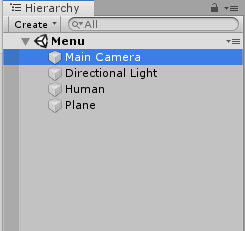 Hierarchy
Create All
Menu
Main Camera
Directional Light
Human
Plane